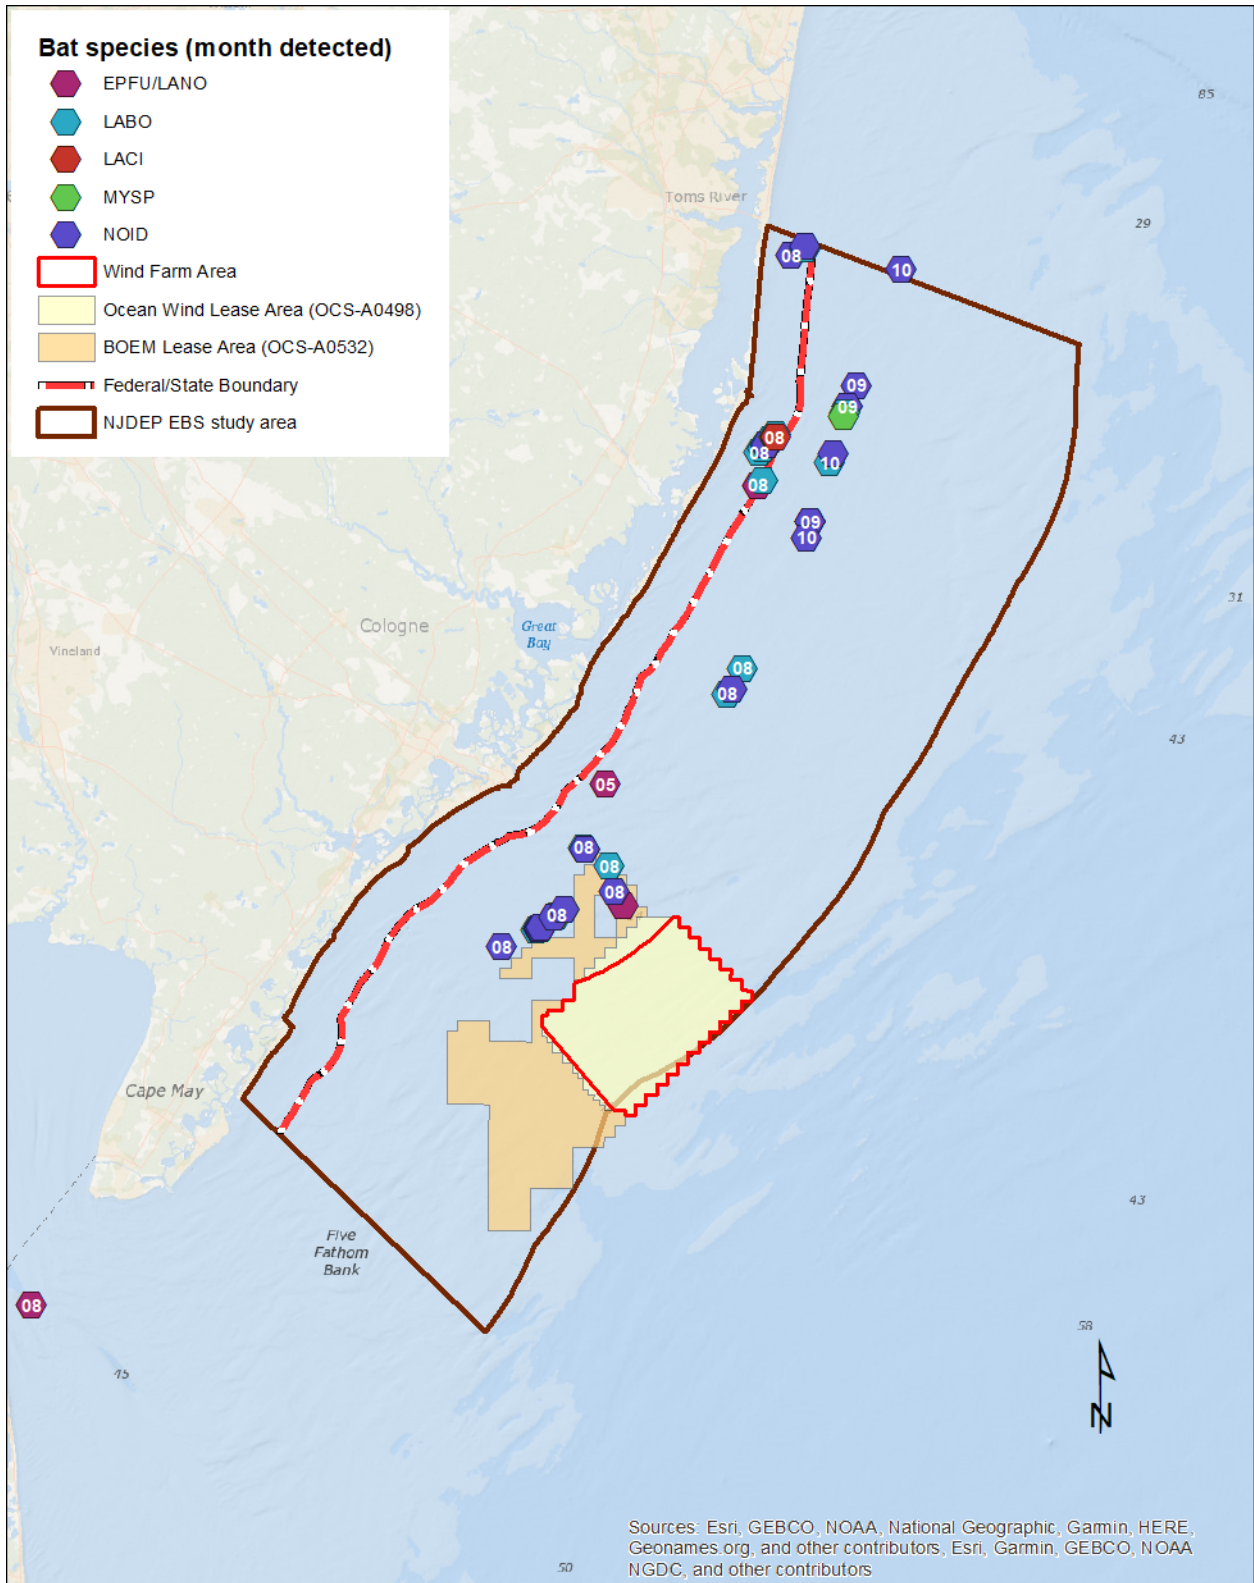 Bat species (month detected)
EPFU/LANO
LABO
LACI
MYSP
NOID
Wind Farm Area
Ocean Wind Lease Area (OCS-A0498)
BOEM Lease Area (OCS-A0532)
Federal/State Boundary
NJDEP EBS study area
85
Toms River
29
08
10
09
09
08
08
10
08
09
10
31
Cologne
Great
Bay
Vineland
08
08
43
05
08
08
08
08
08
Cape May
43
Five
Fathom
Bank
08
58
45
N
Sources: Esri, GEBCO, NOAA, National Geographic, Garmin, HERE,
Geonames.org, and other contributors, Esri, Garmin, GEBCO, NOAA
NGDC, and other contributors
50